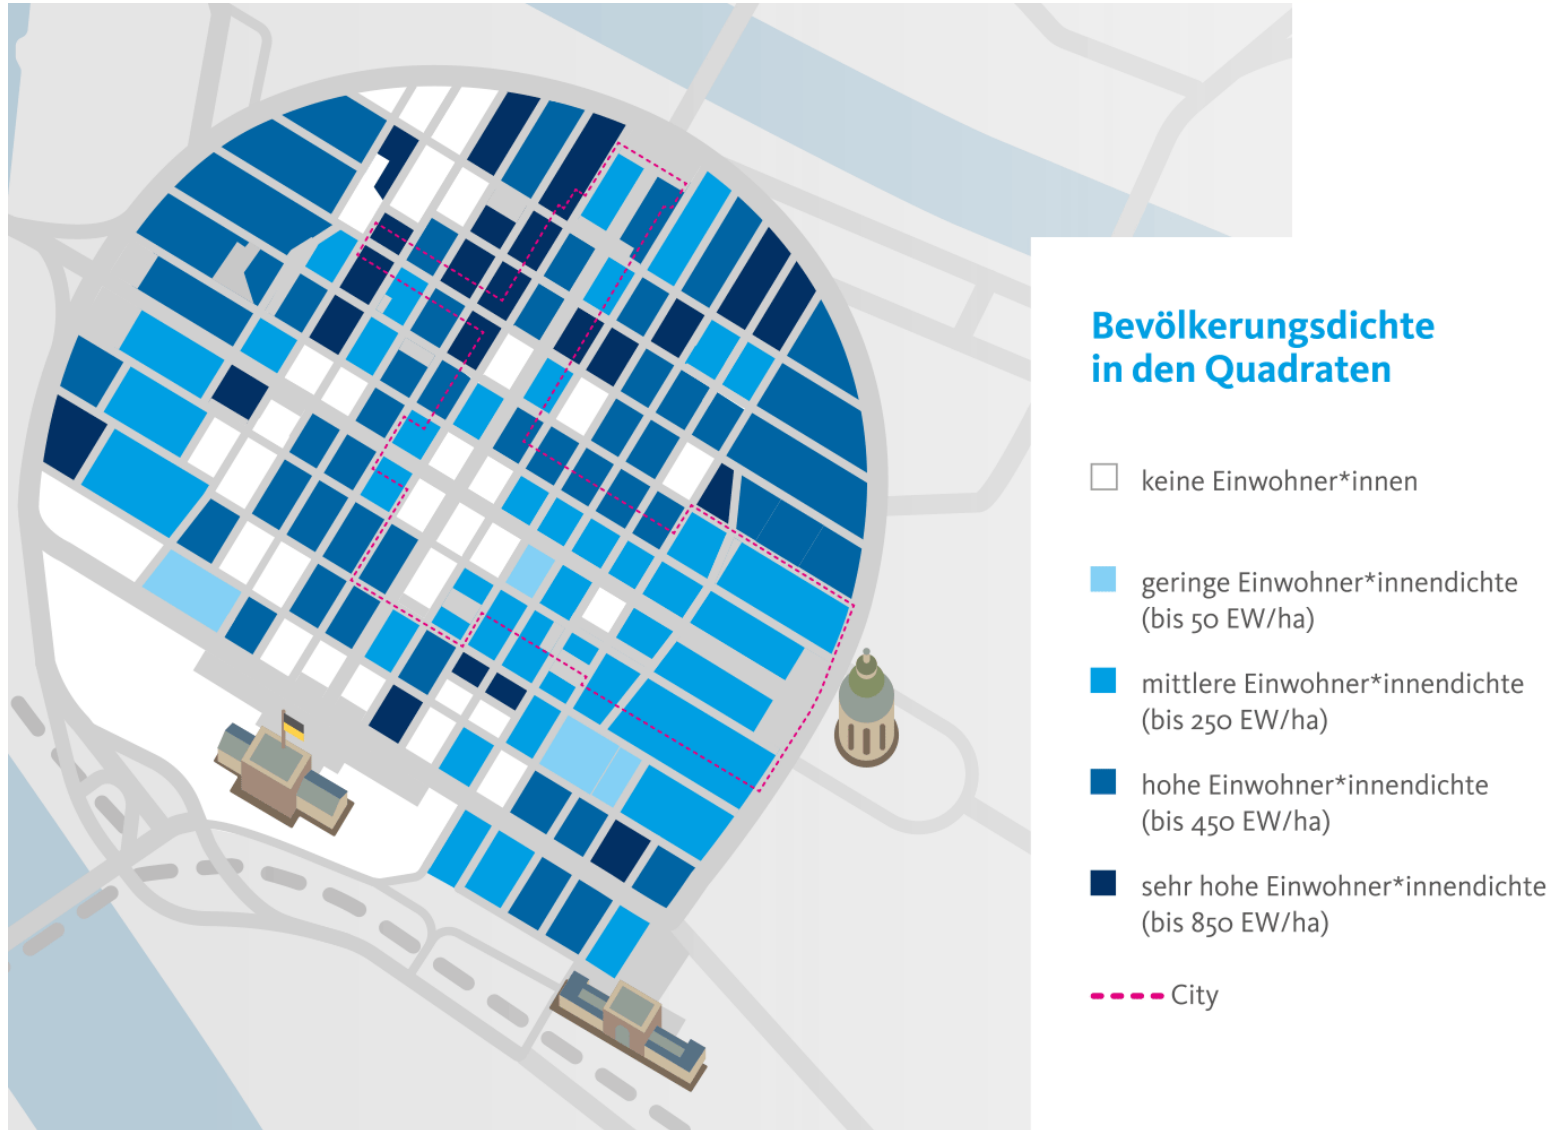 Bevölkerungsdichte
in den Quadraten
keine Einwohner*innen
geringe Einwohner*innendichte
(bis 50 EW/ha)
mittlere Einwohner*innendichte
(bis 250 EW/ha)
hohe Einwohner*innendichte
(bis 450 EW/ha)
sehr hohe Einwohner*innendichte
(bis 850 EW/ha)
City